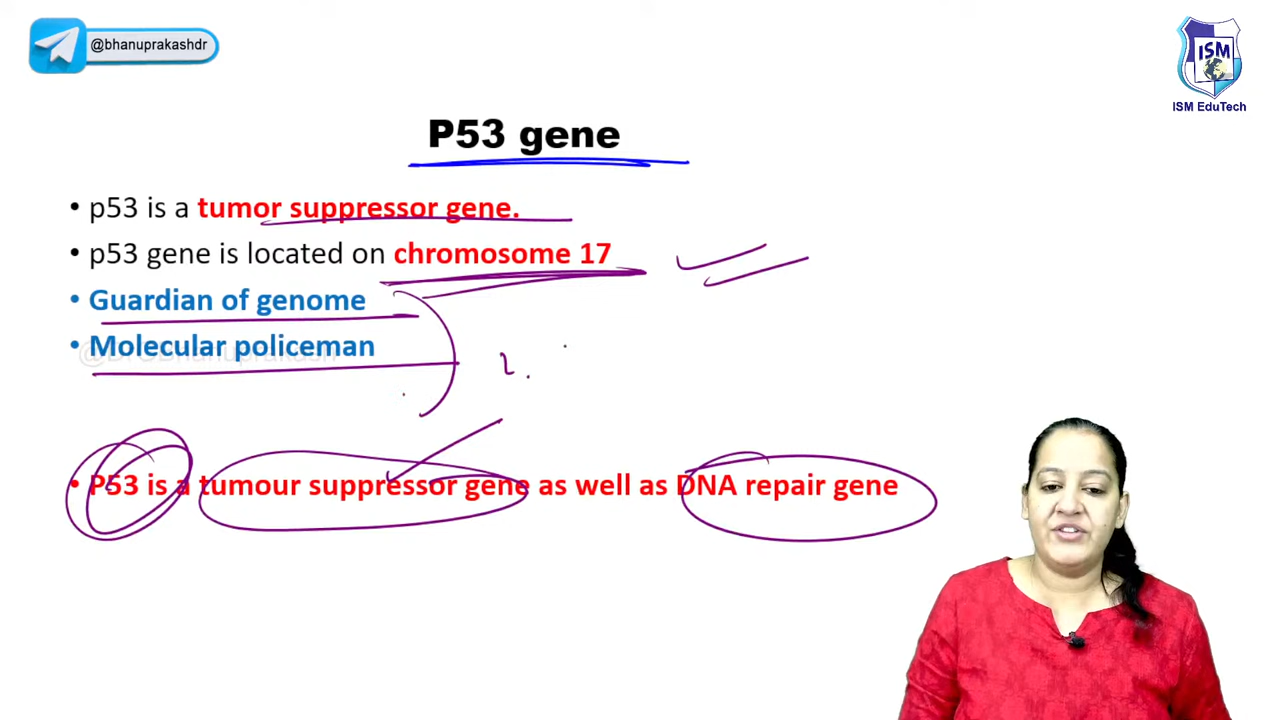 @bhanuprakashdr
ISM
ISM EduTech
P53 gene
• p53 is a tumor suppressor gene.
• p53 gene is located on chromosome 17
• Guardian of genome
• Molecular policeman
• P53 is a tumour suppressor gene as well as DNA repair gene